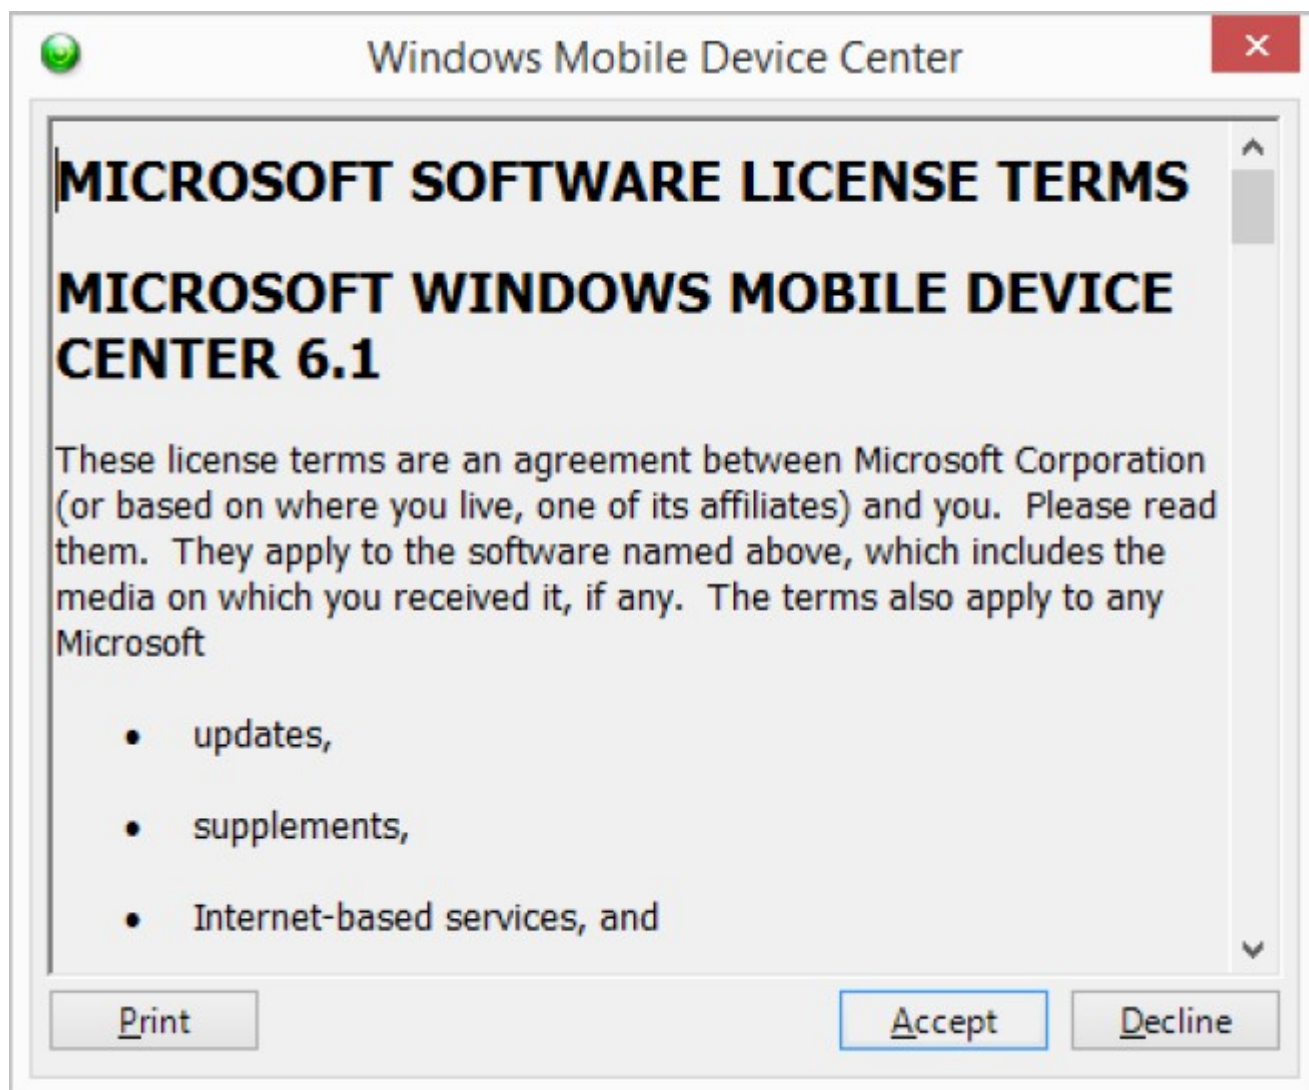 Windows Mobile Device Center
MICROSOFT SOFTWARE LICENSE TERMS
MICROSOFT WINDOWS MOBILE DEVICE
CENTER 6.1
These license terms are an agreement between Microsoft Corporation
(or based on where you live, one of its affiliates) and you.  Please read
them.  They apply to the software named above, which includes the
media on which you received it, if any.  The terms also apply to any
Microsoft
• updates,
• supplements,
• Internet-based services, and
Print
Accept
Decline